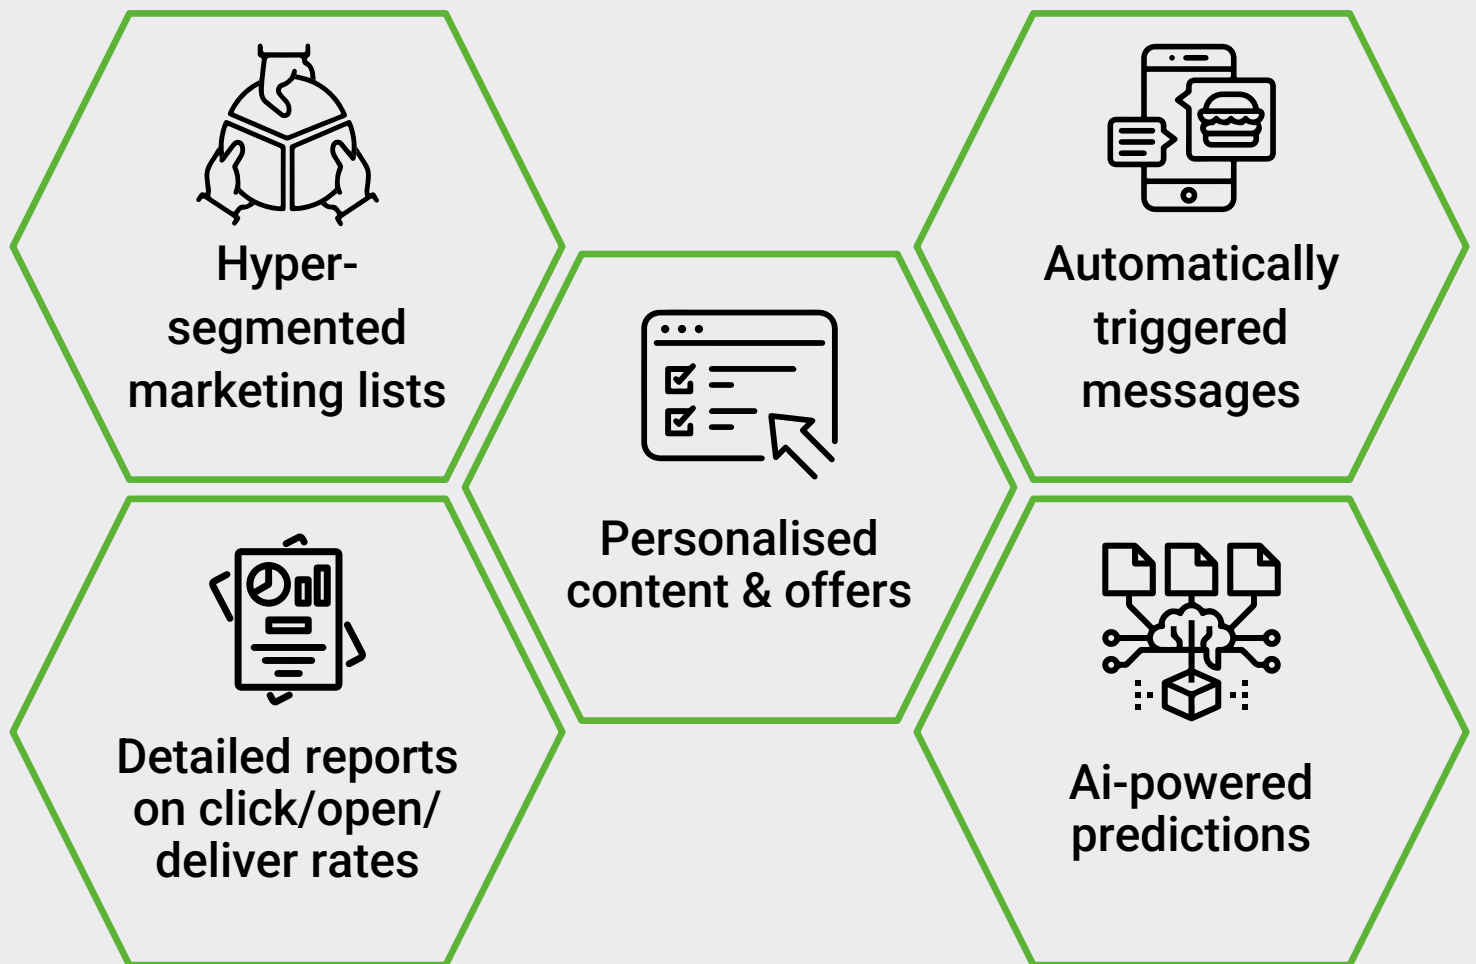 Hyper-
segmented
marketing lists
Automatically
triggered
messages
Personalised
content & offers
Detailed reports
on click/open/
deliver rates
Ai-powered
predictions